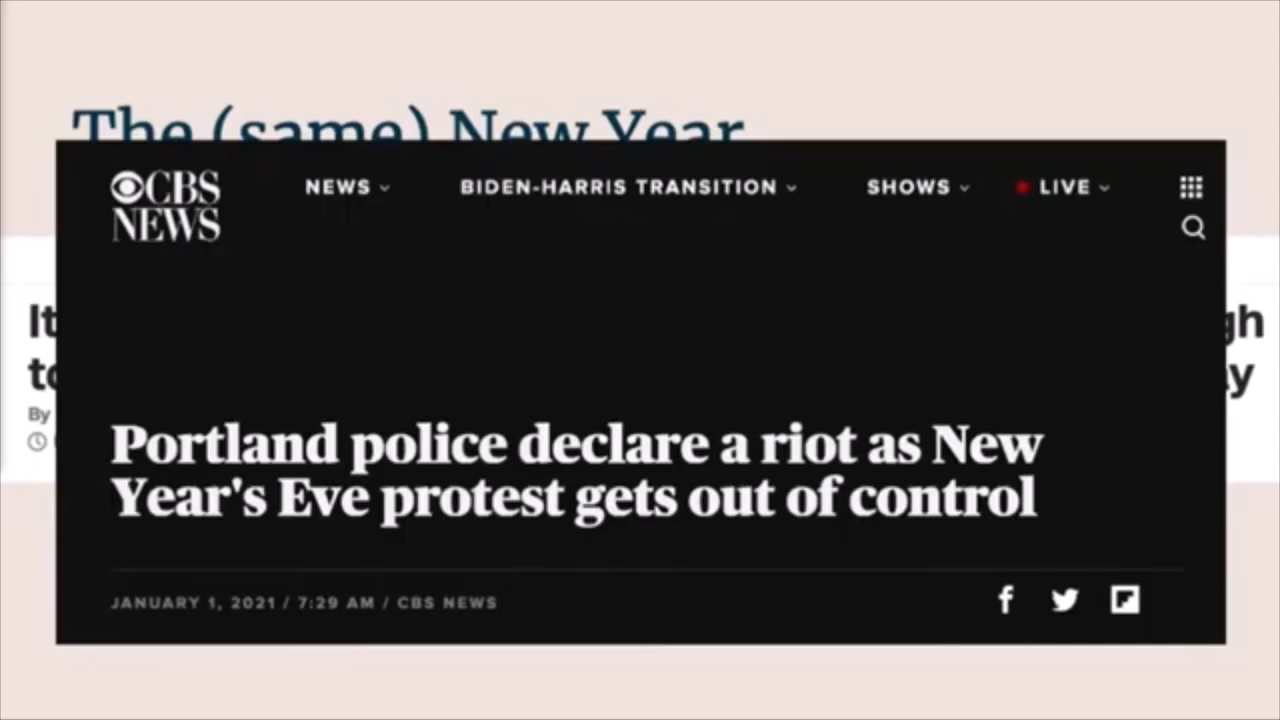 The (same) New Year
CBS NEWS
NEWS
BIDEN-HARRIS TRANSITION
SHOWS
LIVE
It
gh
to
By
Portland police declare a riot as New
Year's Eve protest gets out of control
JANUARY 1, 2021 / 7:29 AM / CBS NEWS